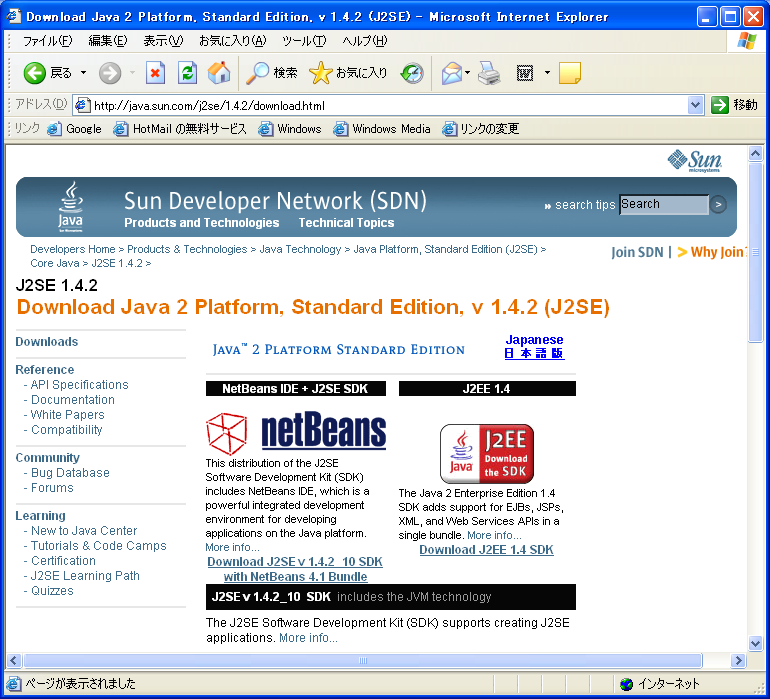 Download Java 2 Platform, Standard Edition, v 1.4.2 (J2SE) - Microsoft Internet Explorer
ファイル(F) 編集(E) 表示(V) お気に入り(A) ツール(T) ヘルプ(H)
戻る 検索 お気に入り
アドレス(D) http://java.sun.com/j2se/1.4.2/download.html 移動
リンク Google HotMail の無料サービス Windows Windows Media リンクの変更
Sun
microsystems
Java
Sun Developer Network (SDN)
Products and Technologies Technical Topics
» search tips Search >
Developers Home > Products & Technologies > Java Technology > Java Platform, Standard Edition (J2SE) >
Core Java > J2SE 1.4.2 >
Join SDN | > Why Join?
J2SE 1.4.2
Download Java 2 Platform, Standard Edition, v 1.4.2 (J2SE)
Downloads
Reference
- API Specifications
- Documentation
- White Papers
- Compatibility
Community
- Bug Database
- Forums
Learning
- New to Java Center
- Tutorials & Code Camps
- Certification
- J2SE Learning Path
- Quizzes
JAVA™ 2 PLATFORM STANDARD EDITION
Japanese
日本語版
NetBeans IDE + J2SE SDK
netBeans
This distribution of the J2SE
Software Development Kit (SDK)
includes NetBeans IDE, which is a
powerful integrated development
environment for developing
applications on the Java platform.
More info...
Download J2SE v 1.4.2_10 SDK
with NetBeans 4.1 Bundle
J2EE 1.4
Java
J2EE
Download
the SDK
The Java 2 Enterprise Edition 1.4
SDK adds support for EJBs, JSPs,
XML, and Web Services APIs in a
single bundle. More info...
Download J2EE 1.4 SDK
J2SE v 1.4.2_10 SDK includes the JVM technology
The J2SE Software Development Kit (SDK) supports creating J2SE
applications. More info...
ページが表示されました インターネット